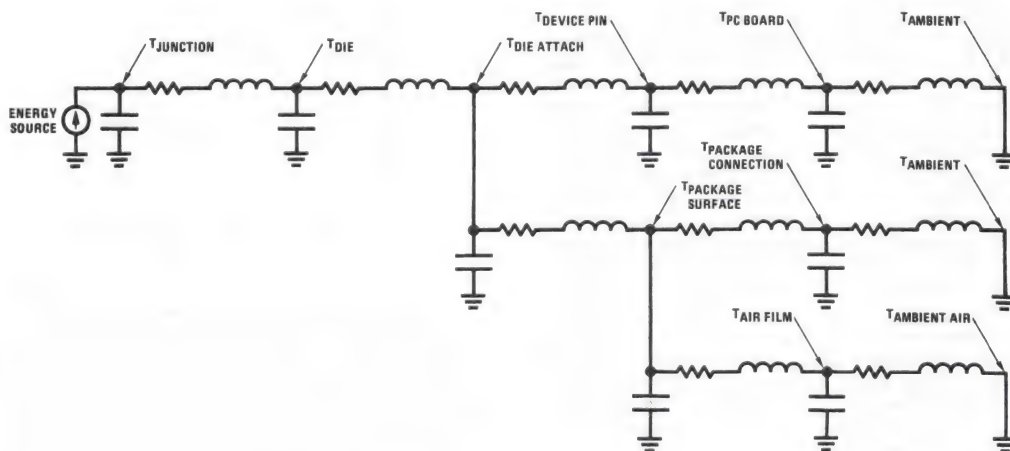 TDEVICE PIN
TPC BOARD
TAMBIENT
TJUNCTION
TDIE
TDIE ATTACH
ENERGY
SOURCE
TPACKAGE
CONNECTION
TAMBIENT
TPACKAGE
SURFACE
TAIR FILM
TAMBIENT AIR